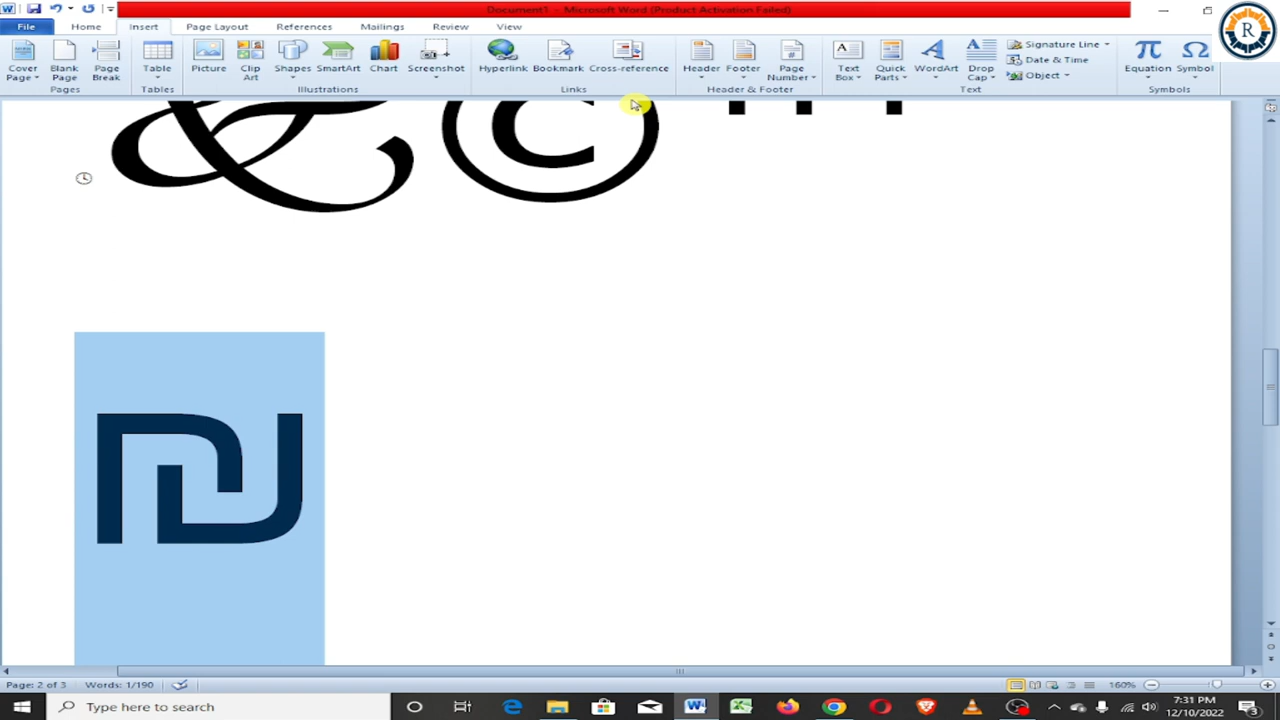 Document1 - Microsoft Word (Product Activation Failed)
R
File Home Insert Page Layout References Mailings Review View
Cover Page Blank Page Page Break Table Picture Clip Art Shapes SmartArt Chart Screenshot Hyperlink Bookmark Cross-reference Header Footer Page Number Text Box Quick Parts WordArt Drop Cap Signature Line Date & Time Object Equation Symbol
Pages Tables Illustrations Links Header & Footer Text Symbols
& ©
₪
Page: 2 of 3 Words: 1/190 160%
Type here to search
7:31 PM
12/10/2022
3